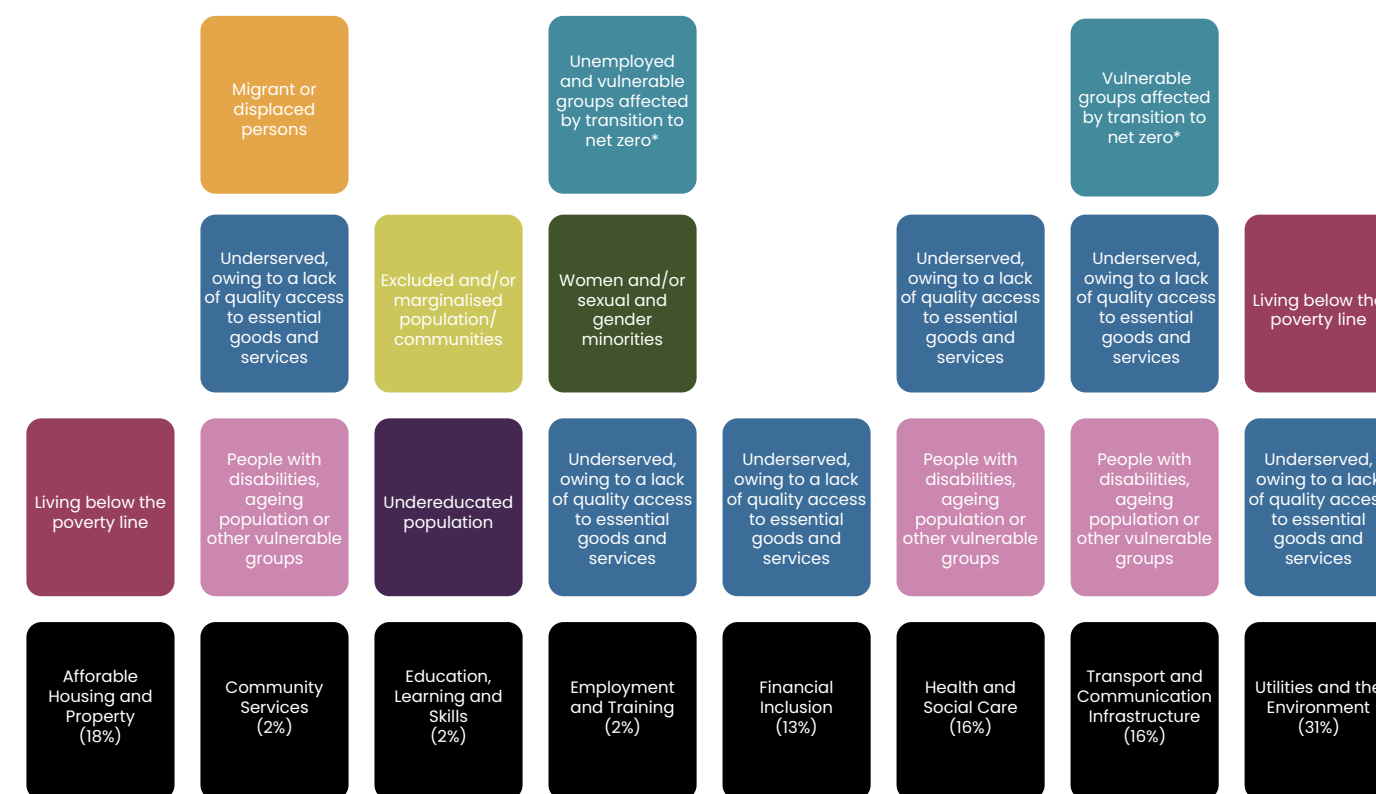 Migrant or
displaced
persons
Unemployed
and vulnerable
groups affected
by transition to
net zero*
Vulnerable
groups affected
by transition to
net zero*
Underserved,
owing to a lack
of quality access
to essential
goods and
services
Excluded and/or
marginalised
population/
communities
Women and/or
sexual and
gender
minorities
Underserved,
owing to a lack
of quality access
to essential
goods and
services
Underserved,
owing to a lack
of quality access
to essential
goods and
services
Living below the
poverty line
Living below the
poverty line
People with
disabilities,
ageing
population or
other vulnerable
groups
Undereducated
population
Underserved,
owing to a lack
of quality access
to essential
goods and
services
Underserved,
owing to a lack
of quality access
to essential
goods and
services
People with
disabilities,
ageing
population or
other vulnerable
groups
People with
disabilities,
ageing
population or
other vulnerable
groups
Underserved,
owing to a lack
of quality access
to essential
goods and
services
Afforable
Housing and
Property
(18%)
Community
Services
(2%)
Education,
Learning and
Skills
(2%)
Employment
and Training
(2%)
Financial
Inclusion
(13%)
Health and
Social Care
(16%)
Transport and
Communication
Infrastructure
(16%)
Utilities and the
Environment
(31%)